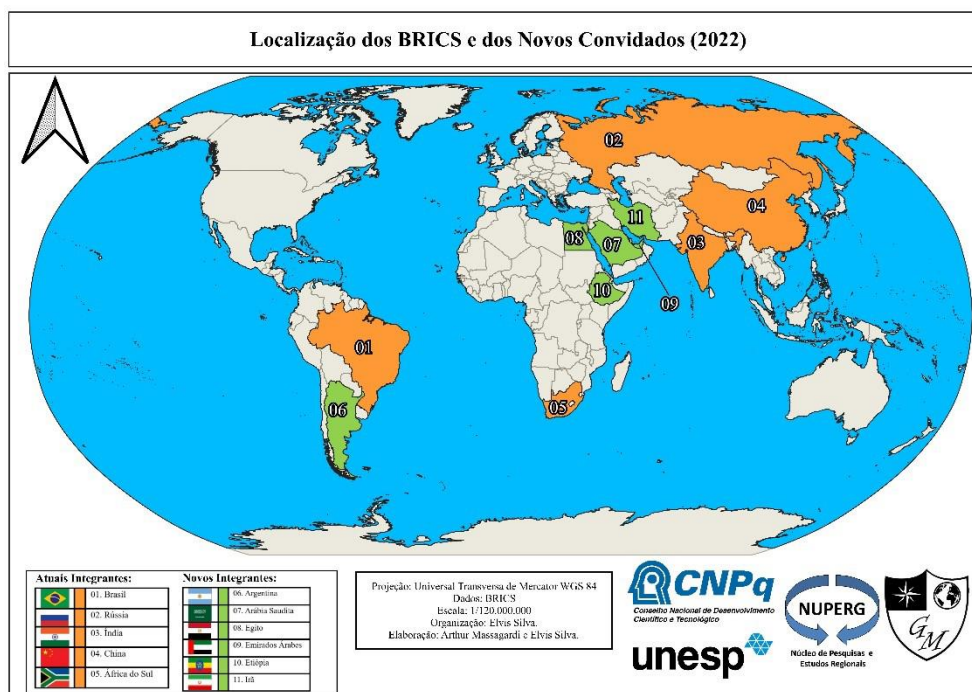 Localização dos BRICS e dos Novos Convidados (2022)
02
04
11
08
07
03
10
09
01
06
05
Atuais Integrantes:
01. Brasil
02. Rússia
03. Índia
04. China
05. África do Sul
Novos Integrantes:
06. Argentina
07. Arábia Saudita
08. Egito
09. Emirados Árabes
10. Etiópia
11. Irã
Projeção: Universal Transversa de Mercator WGS 84
Dados: BRICS
Escala: 1/120.000.000
Organização: Elvis Silva.
Elaboração: Arthur Massagardi e Elvis Silva.
CNPq
Conselho Nacional de Desenvolvimento
Científico e Tecnológico
unesp
NUPERG
Núcleo de Pesquisas e
Estudos Regionais
GM